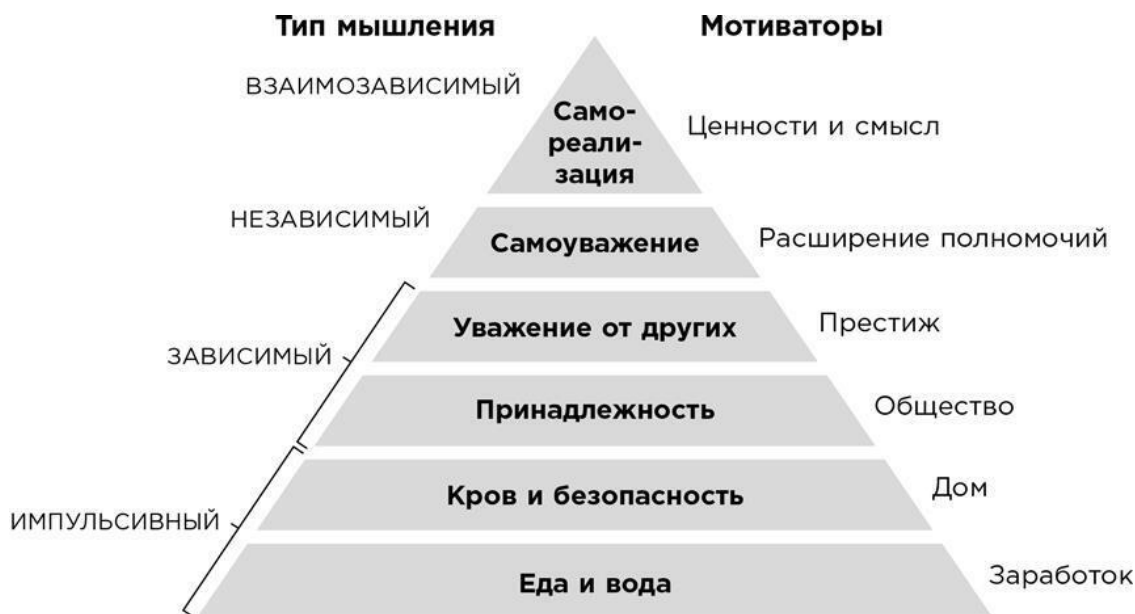 Тип мышления
Мотиваторы
ВЗАИМОЗАВИСИМЫЙ
Само-
реали-
зация
Ценности и смысл
НЕЗАВИСИМЫЙ
Самоуважение
Расширение полномочий
ЗАВИСИМЫЙ
Уважение от других
Престиж
Принадлежность
Общество
ИМПУЛЬСИВНЫЙ
Кров и безопасность
Дом
Еда и вода
Заработок